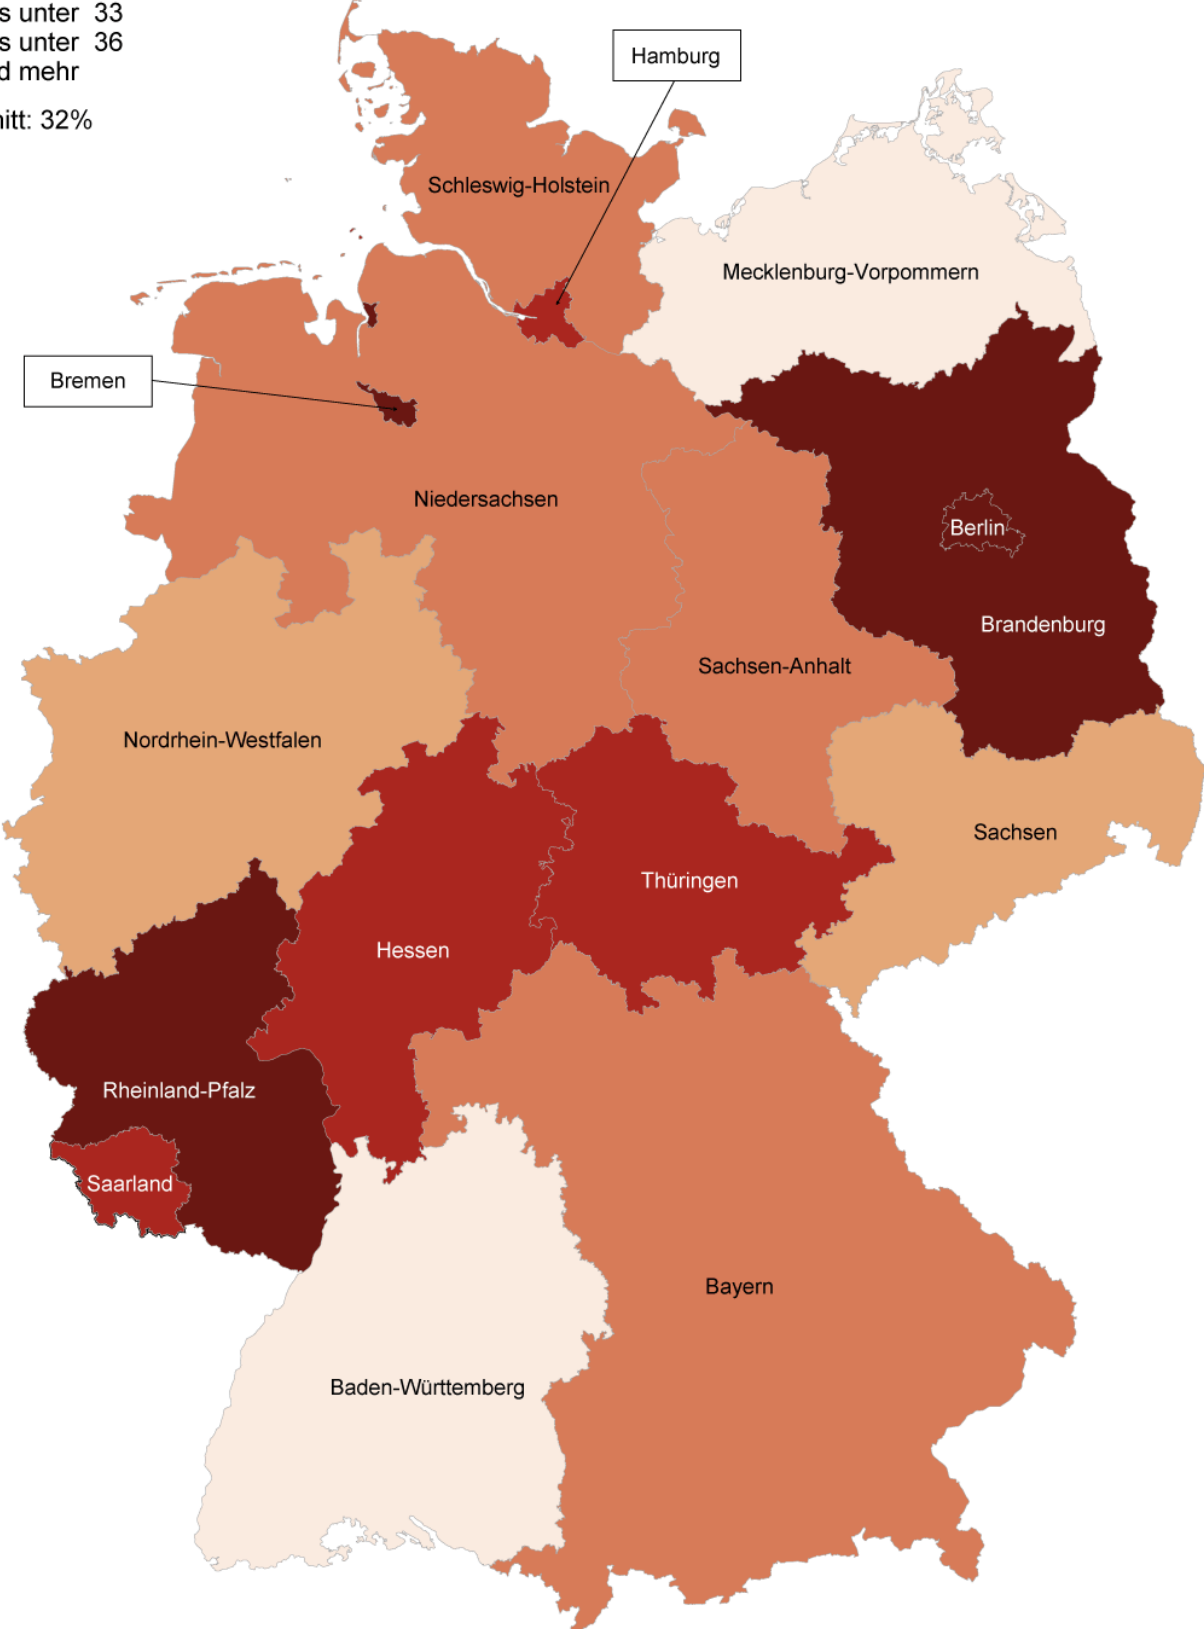 s unter 33
s unter 36
d mehr
nitt: 32%
Hamburg
Schleswig-Holstein
Mecklenburg-Vorpommern
Bremen
Niedersachsen
Berlin
Brandenburg
Sachsen-Anhalt
Nordrhein-Westfalen
Sachsen
Thüringen
Hessen
Rheinland-Pfalz
Saarland
Bayern
Baden-Württemberg